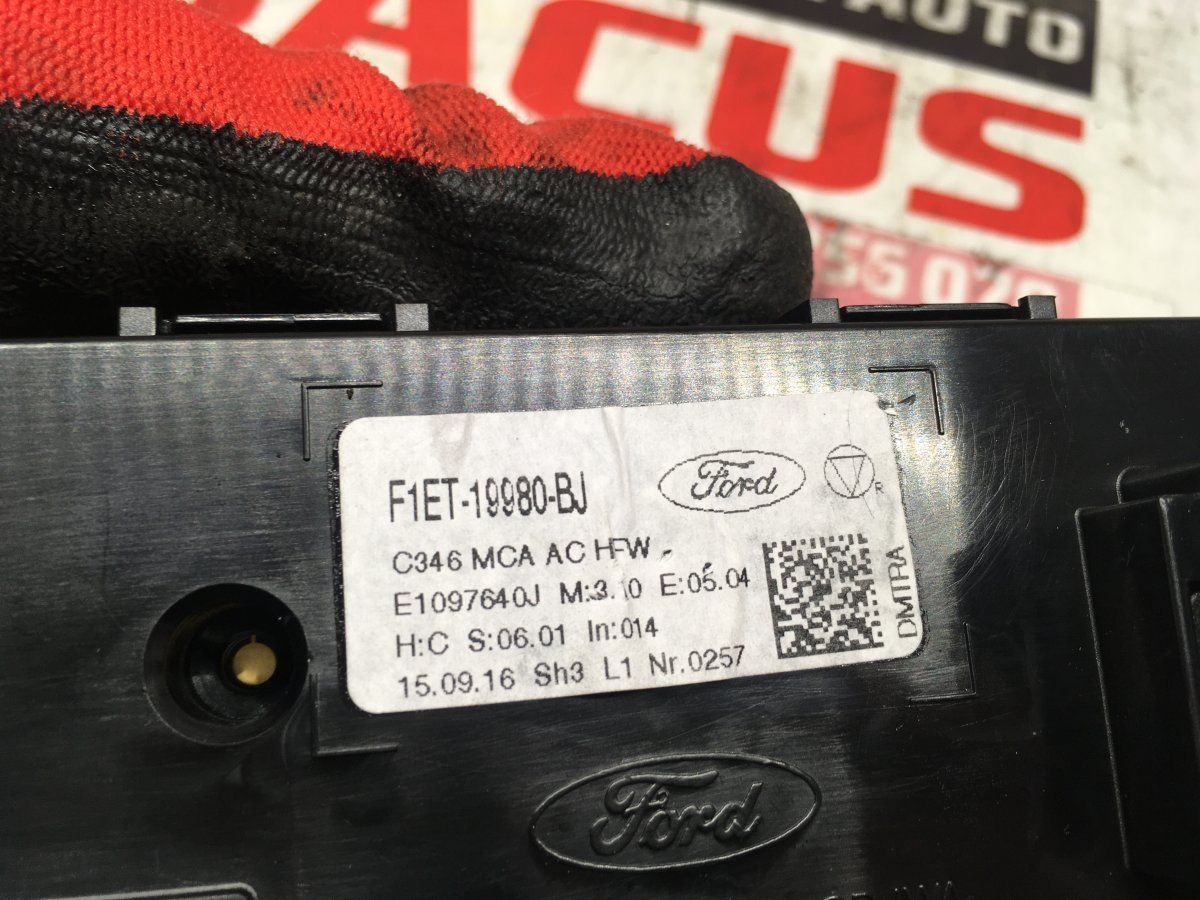 AUTO
ACUS
F1ET-19980-BJ
Ford
R
C346 MCA AC HFW -
E1097640J M:3.10 E:05.04
H:C S:06.01 In:014
15.09.16 Sh3 L1 Nr.0257
DMTRA
Ford